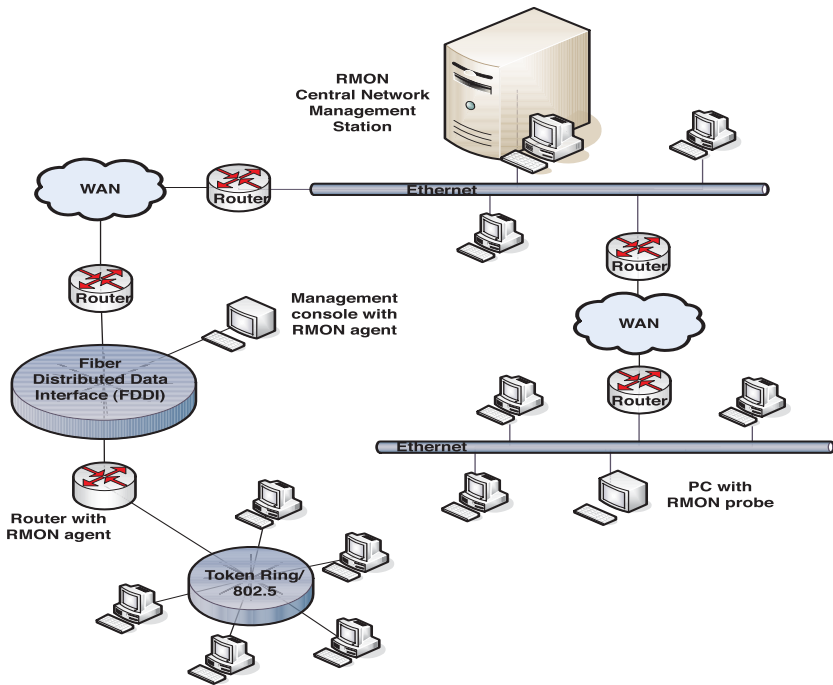 RMON
Central Network
Management
Station
WAN
Router
Ethernet
Router
Router
Management
console with
RMON agent
WAN
Fiber
Distributed Data
Interface (FDDI)
Router
Ethernet
PC with
RMON probe
Router with
RMON agent
Token Ring/
802.5